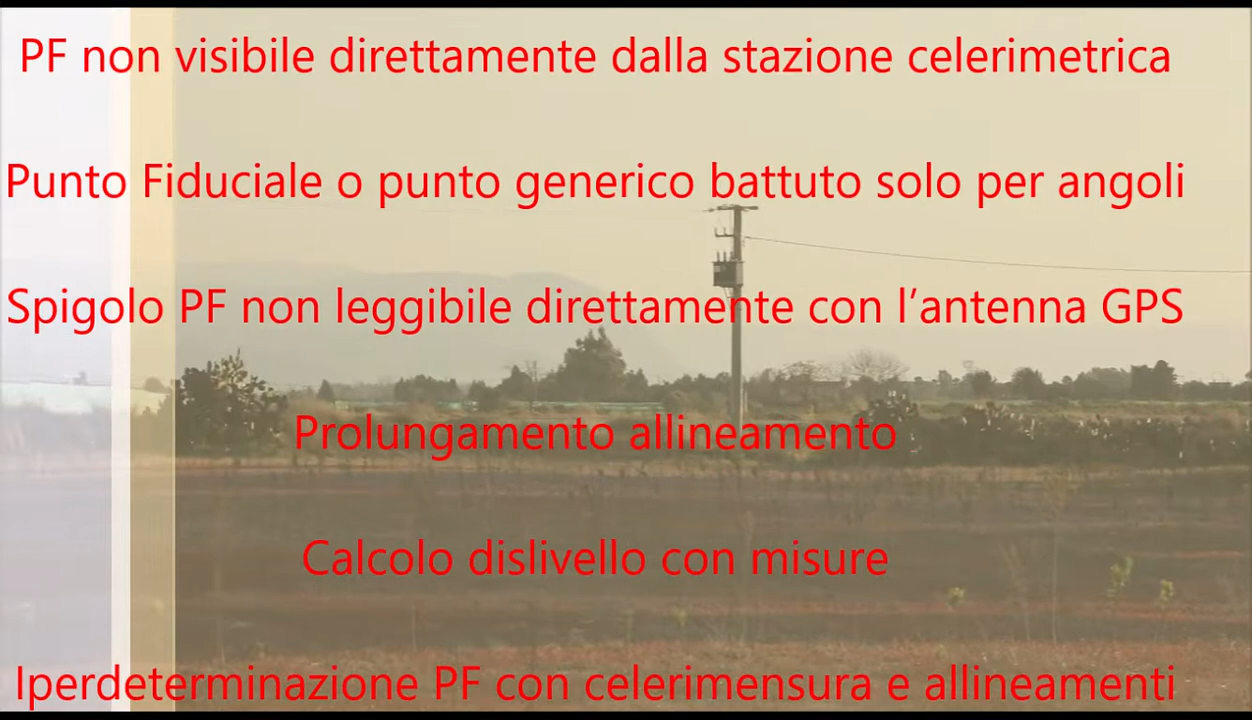 PF non visibile direttamente dalla stazione celerimetrica
Punto Fiduciale o punto generico battuto solo per angoli
Spigolo PF non leggibile direttamente con l’antenna GPS
Prolungamento allineamento
Calcolo dislivello con misure
Iperdeterminazione PF con celerimensura e allineamenti